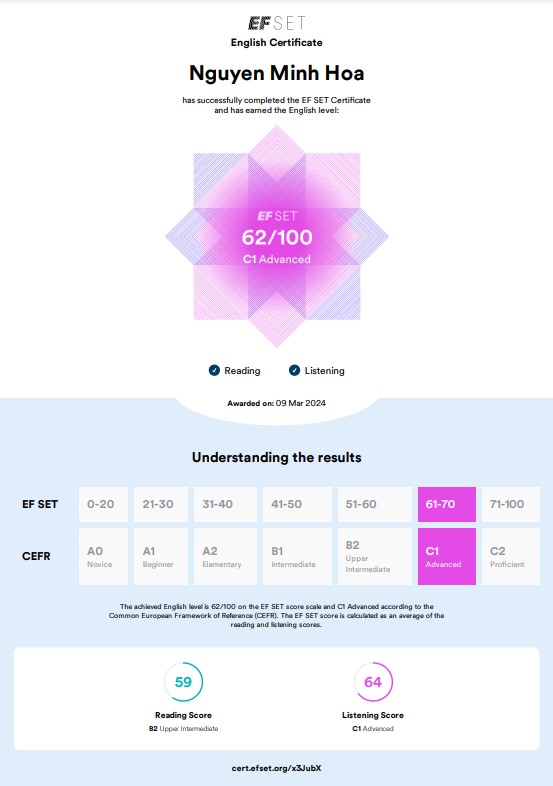 EF SET
English Certificate
Nguyen Minh Hoa
has successfully completed the EF SET Certificate
and has earned the English level:
EF SET
62/100
C1 Advanced
Reading
Listening
Awarded on: 09 Mar 2024
Understanding the results
EF SET 0-20 21-30 31-40 41-50 51-60 61-70 71-100
CEFR
A0
Novice
A1
Beginner
A2
Elementary
B1
Intermediate
B2
Upper
Intermediate
C1
Advanced
C2
Proficient
The achieved English level is 62/100 on the EF SET score scale and C1 Advanced according to the
Common European Framework of Reference (CEFR). The EF SET score is calculated as an average of the
reading and listening scores.
59
Reading Score
B2 Upper Intermediate
64
Listening Score
C1 Advanced
cert.efset.org/x3JubX